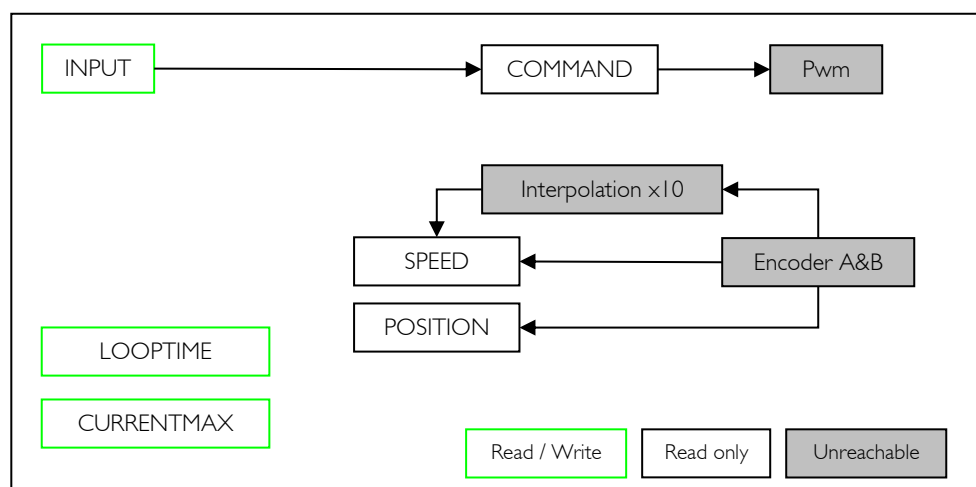 INPUT
COMMAND
Pwm
Interpolation x10
SPEED
Encoder A&B
POSITION
LOOPTIME
CURRENTMAX
Read / Write
Read only
Unreachable